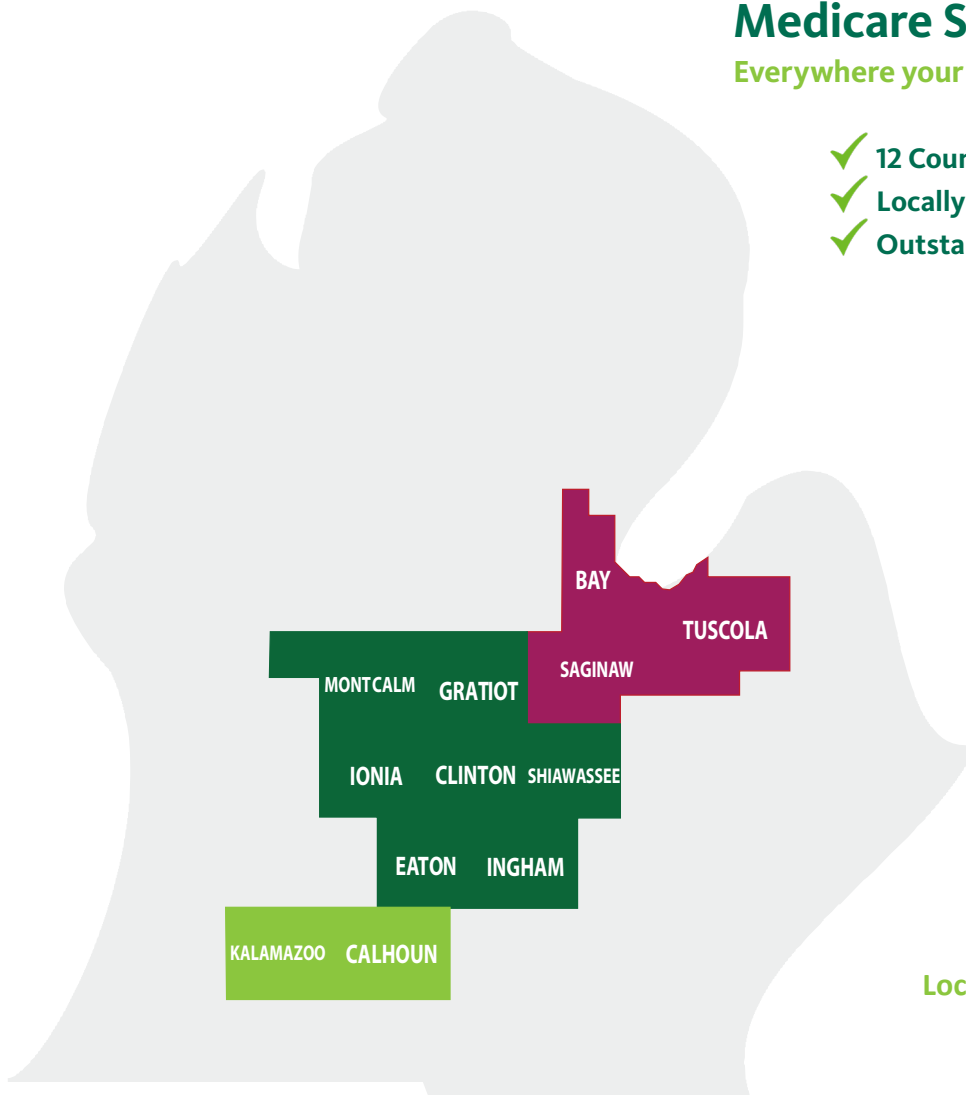 Medicare S
Everywhere your
12 Coun
Locally
Outsta
BAY
TUSCOLA
SAGINAW
MONTCALM
GRATIOT
IONIA
CLINTON
SHIAWASSEE
EATON
INGHAM
KALAMAZOO
CALHOUN
Loc